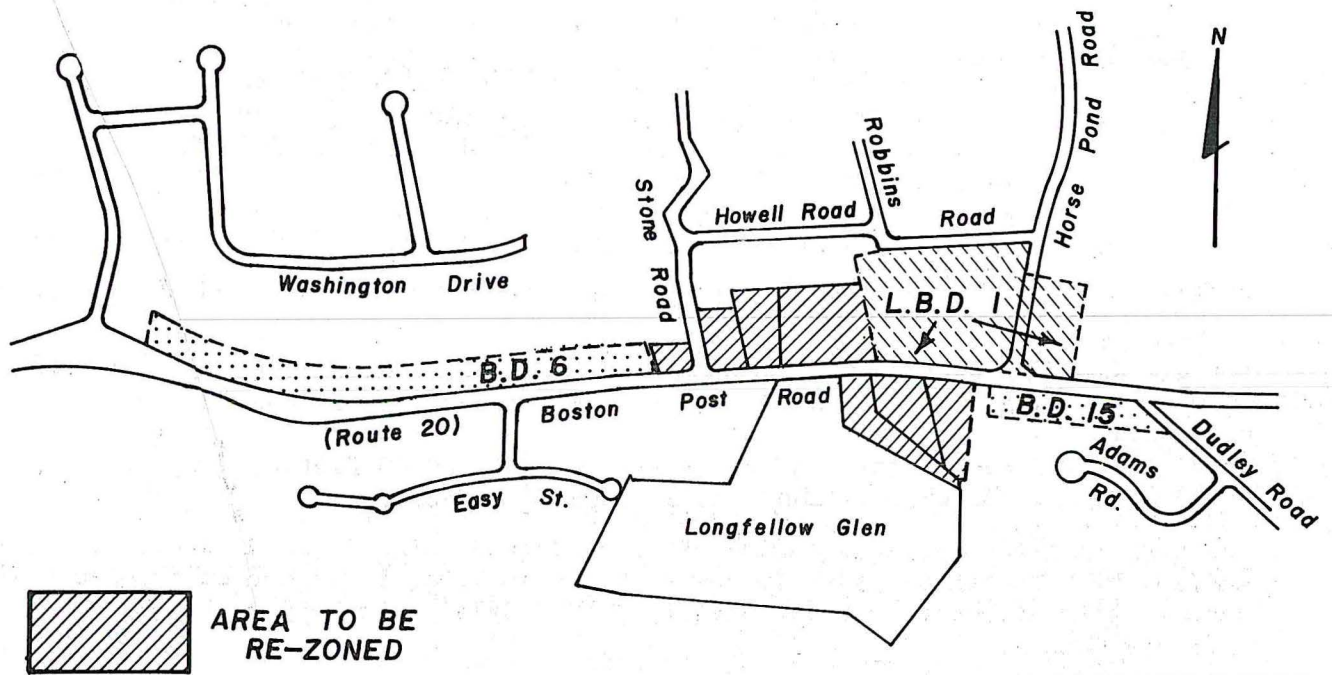 N
Horse Pond Road
Robbins
Stone Road
Howell Road
Road
Washington Drive
L.B.D. 1
B.D. 6
B.D. 15
(Route 20)
Boston Post Road
Adams Rd.
Dudley Road
Easy St.
Longfellow Glen
AREA TO BE
RE-ZONED